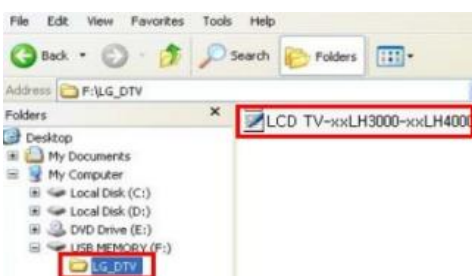 File Edit View Favorites Tools Help
Back Search Folders
Address F:\LG_DTV
Folders ×
LCD TV-xxLH3000-xxLH4000
Desktop
My Documents
My Computer
Local Disk (C:)
Local Disk (D:)
DVD Drive (E:)
USB MEMORY (F:)
LG_DTV